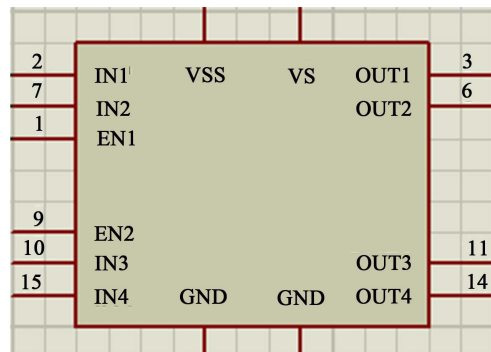 2 IN1 VSS VS OUT1 3
7 IN2 OUT2 6
1 EN1
9 EN2
10 IN3 OUT3 11
15 IN4 GND GND OUT4 14